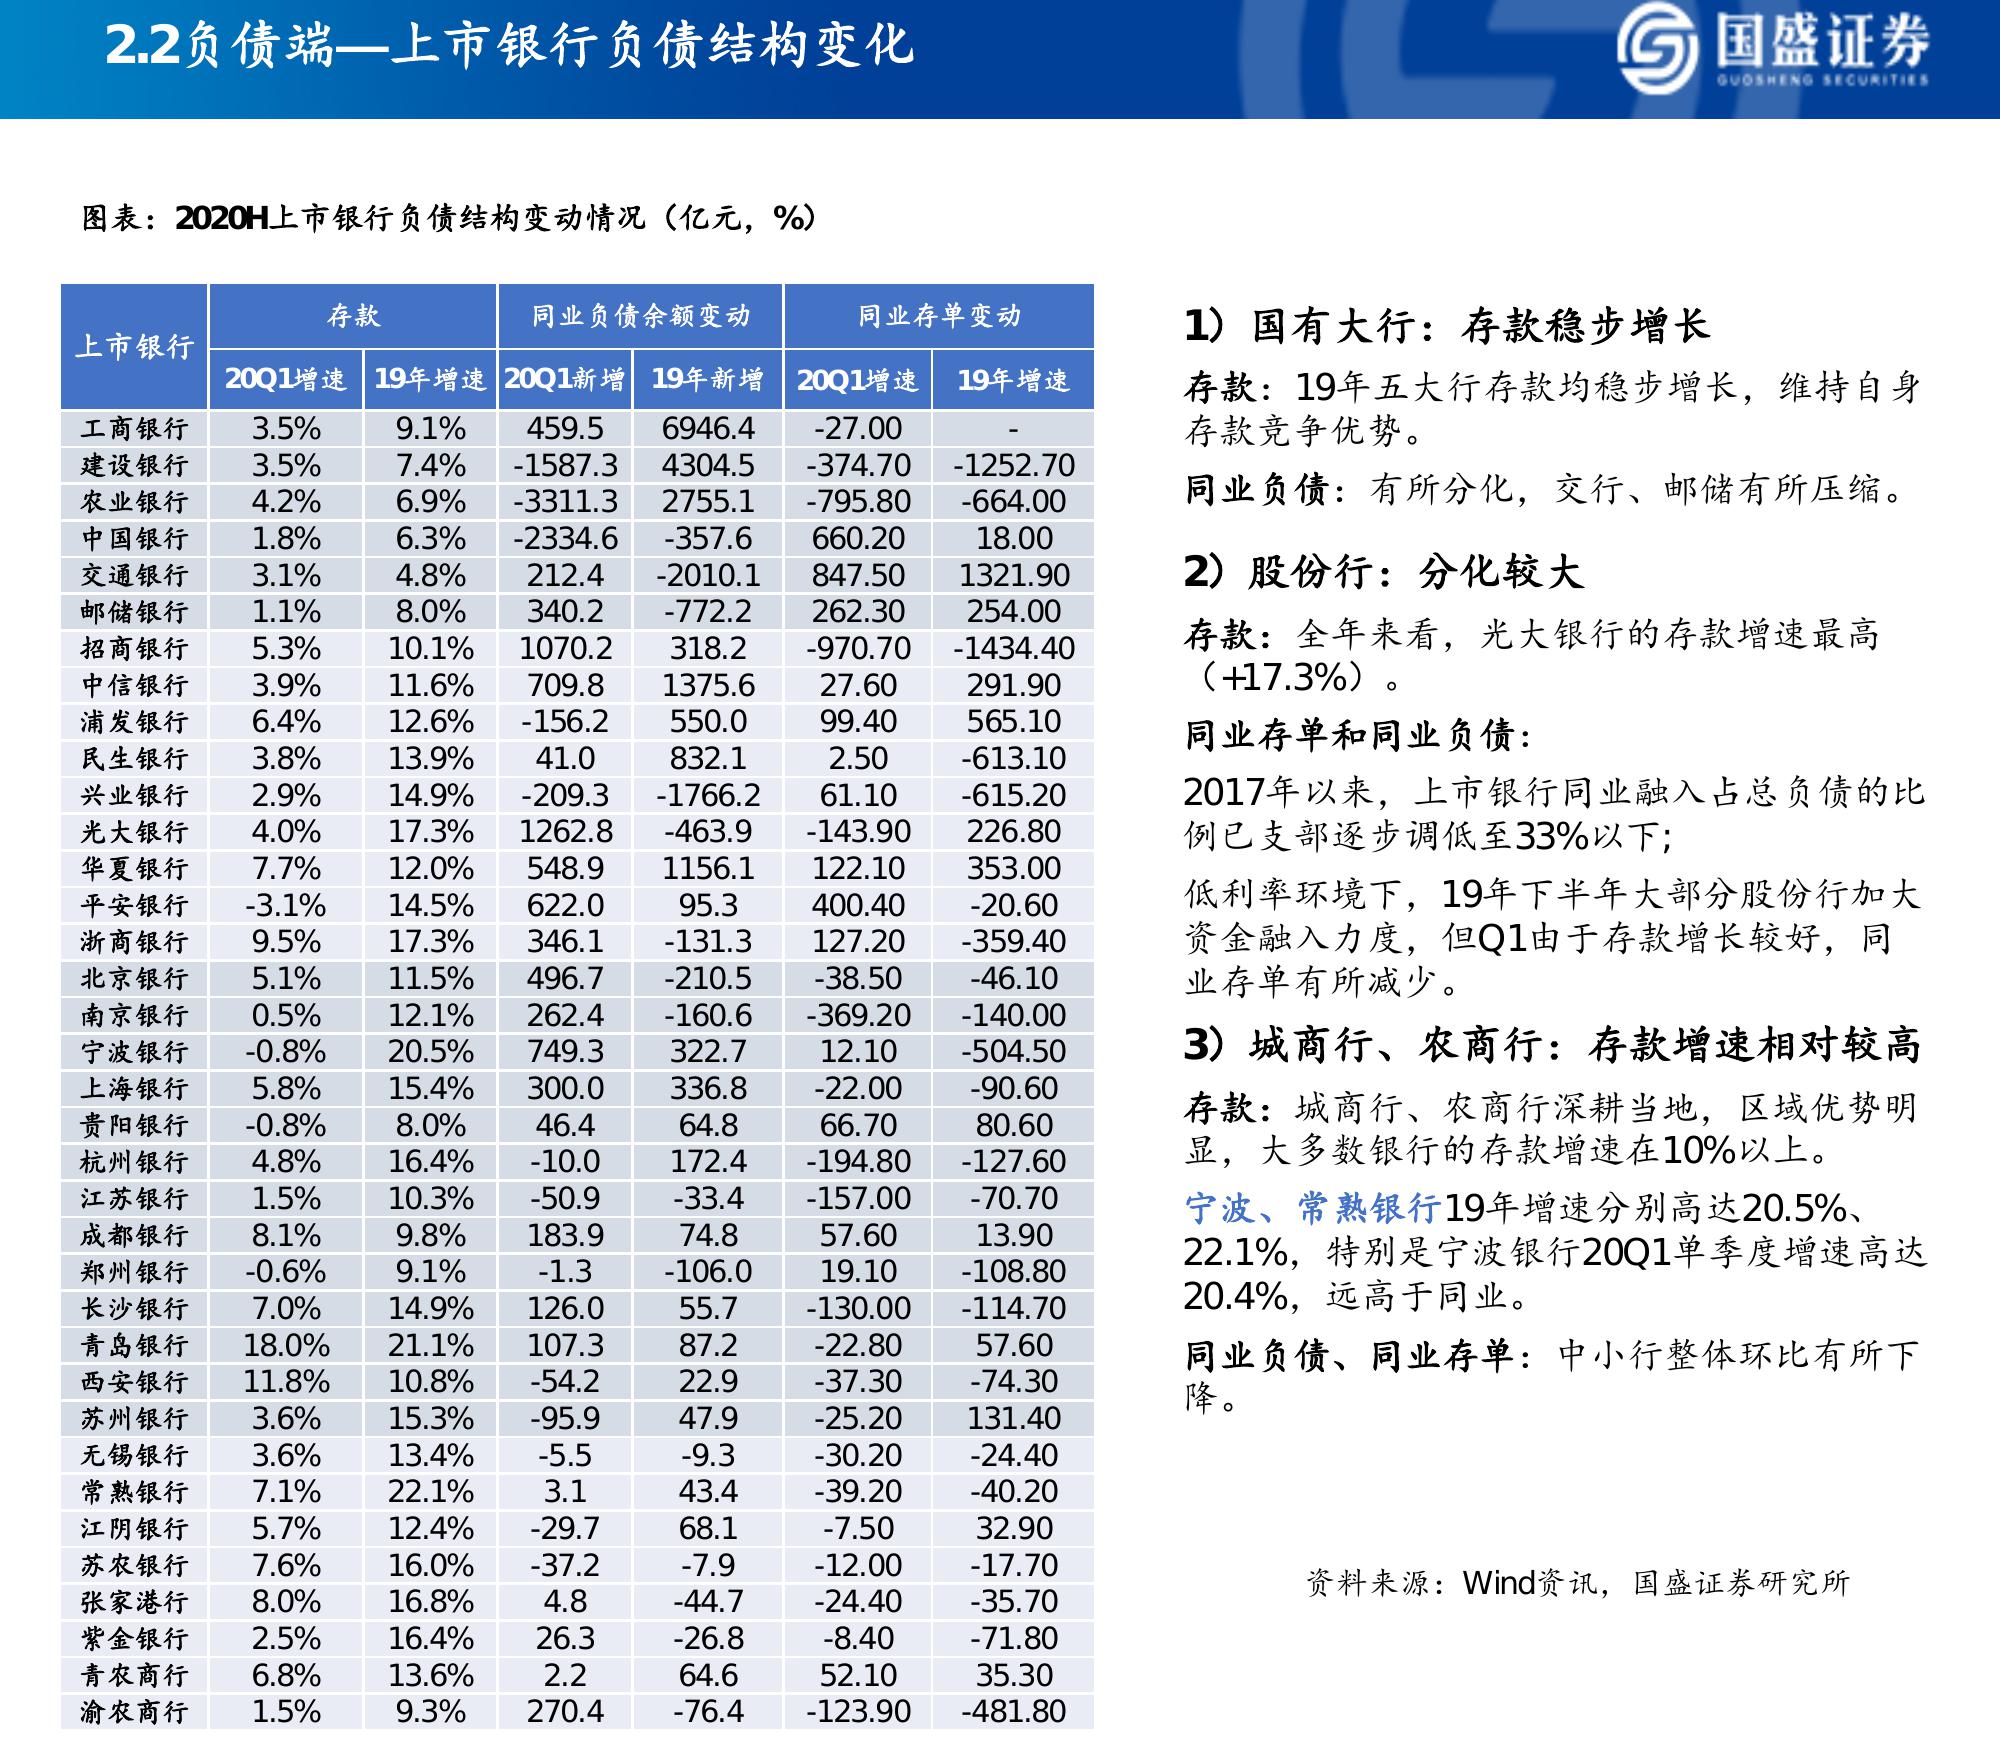 2.2负债端—上市银行负债结构变化
国盛证券
GUOSHENG SECURITIES
图表：2020H上市银行负债结构变动情况（亿元，%）
上市银行 存款 同业负债余额变动 同业存单变动
20Q1增速 19年增速 20Q1新增 19年新增 20Q1增速 19年增速
工商银行 3.5% 9.1% 459.5 6946.4 -27.00 -
建设银行 3.5% 7.4% -1587.3 4304.5 -374.70 -1252.70
农业银行 4.2% 6.9% -3311.3 2755.1 -795.80 -664.00
中国银行 1.8% 6.3% -2334.6 -357.6 660.20 18.00
交通银行 3.1% 4.8% 212.4 -2010.1 847.50 1321.90
邮储银行 1.1% 8.0% 340.2 -772.2 262.30 254.00
招商银行 5.3% 10.1% 1070.2 318.2 -970.70 -1434.40
中信银行 3.9% 11.6% 709.8 1375.6 27.60 291.90
浦发银行 6.4% 12.6% -156.2 550.0 99.40 565.10
民生银行 3.8% 13.9% 41.0 832.1 2.50 -613.10
兴业银行 2.9% 14.9% -209.3 -1766.2 61.10 -615.20
光大银行 4.0% 17.3% 1262.8 -463.9 -143.90 226.80
华夏银行 7.7% 12.0% 548.9 1156.1 122.10 353.00
平安银行 -3.1% 14.5% 622.0 95.3 400.40 -20.60
浙商银行 9.5% 17.3% 346.1 -131.3 127.20 -359.40
北京银行 5.1% 11.5% 496.7 -210.5 -38.50 -46.10
南京银行 0.5% 12.1% 262.4 -160.6 -369.20 -140.00
宁波银行 -0.8% 20.5% 749.3 322.7 12.10 -504.50
上海银行 5.8% 15.4% 300.0 336.8 -22.00 -90.60
贵阳银行 -0.8% 8.0% 46.4 64.8 66.70 80.60
杭州银行 4.8% 16.4% -10.0 172.4 -194.80 -127.60
江苏银行 1.5% 10.3% -50.9 -33.4 -157.00 -70.70
成都银行 8.1% 9.8% 183.9 74.8 57.60 13.90
郑州银行 -0.6% 9.1% -1.3 -106.0 19.10 -108.80
长沙银行 7.0% 14.9% 126.0 55.7 -130.00 -114.70
青岛银行 18.0% 21.1% 107.3 87.2 -22.80 57.60
西安银行 11.8% 10.8% -54.2 22.9 -37.30 -74.30
苏州银行 3.6% 15.3% -95.9 47.9 -25.20 131.40
无锡银行 3.6% 13.4% -5.5 -9.3 -30.20 -24.40
常熟银行 7.1% 22.1% 3.1 43.4 -39.20 -40.20
江阴银行 5.7% 12.4% -29.7 68.1 -7.50 32.90
苏农银行 7.6% 16.0% -37.2 -7.9 -12.00 -17.70
张家港行 8.0% 16.8% 4.8 -44.7 -24.40 -35.70
紫金银行 2.5% 16.4% 26.3 -26.8 -8.40 -71.80
青农商行 6.8% 13.6% 2.2 64.6 52.10 35.30
渝农商行 1.5% 9.3% 270.4 -76.4 -123.90 -481.80
1）国有大行：存款稳步增长
存款：19年五大行存款均稳步增长，维持自身
存款竞争优势。
同业负债：有所分化，交行、邮储有所压缩。
2）股份行：分化较大
存款：全年来看，光大银行的存款增速最高
（+17.3%）。
同业存单和同业负债：
2017年以来，上市银行同业融入占总负债的比
例已支部逐步调低至33%以下;
低利率环境下，19年下半年大部分股份行加大
资金融入力度，但Q1由于存款增长较好，同
业存单有所减少。
3）城商行、农商行：存款增速相对较高
存款：城商行、农商行深耕当地，区域优势明
显，大多数银行的存款增速在10%以上。
宁波、常熟银行19年增速分别高达20.5%、
22.1%，特别是宁波银行20Q1单季度增速高达
20.4%，远高于同业。
同业负债、同业存单：中小行整体环比有所下
降。
资料来源：Wind资讯，国盛证券研究所